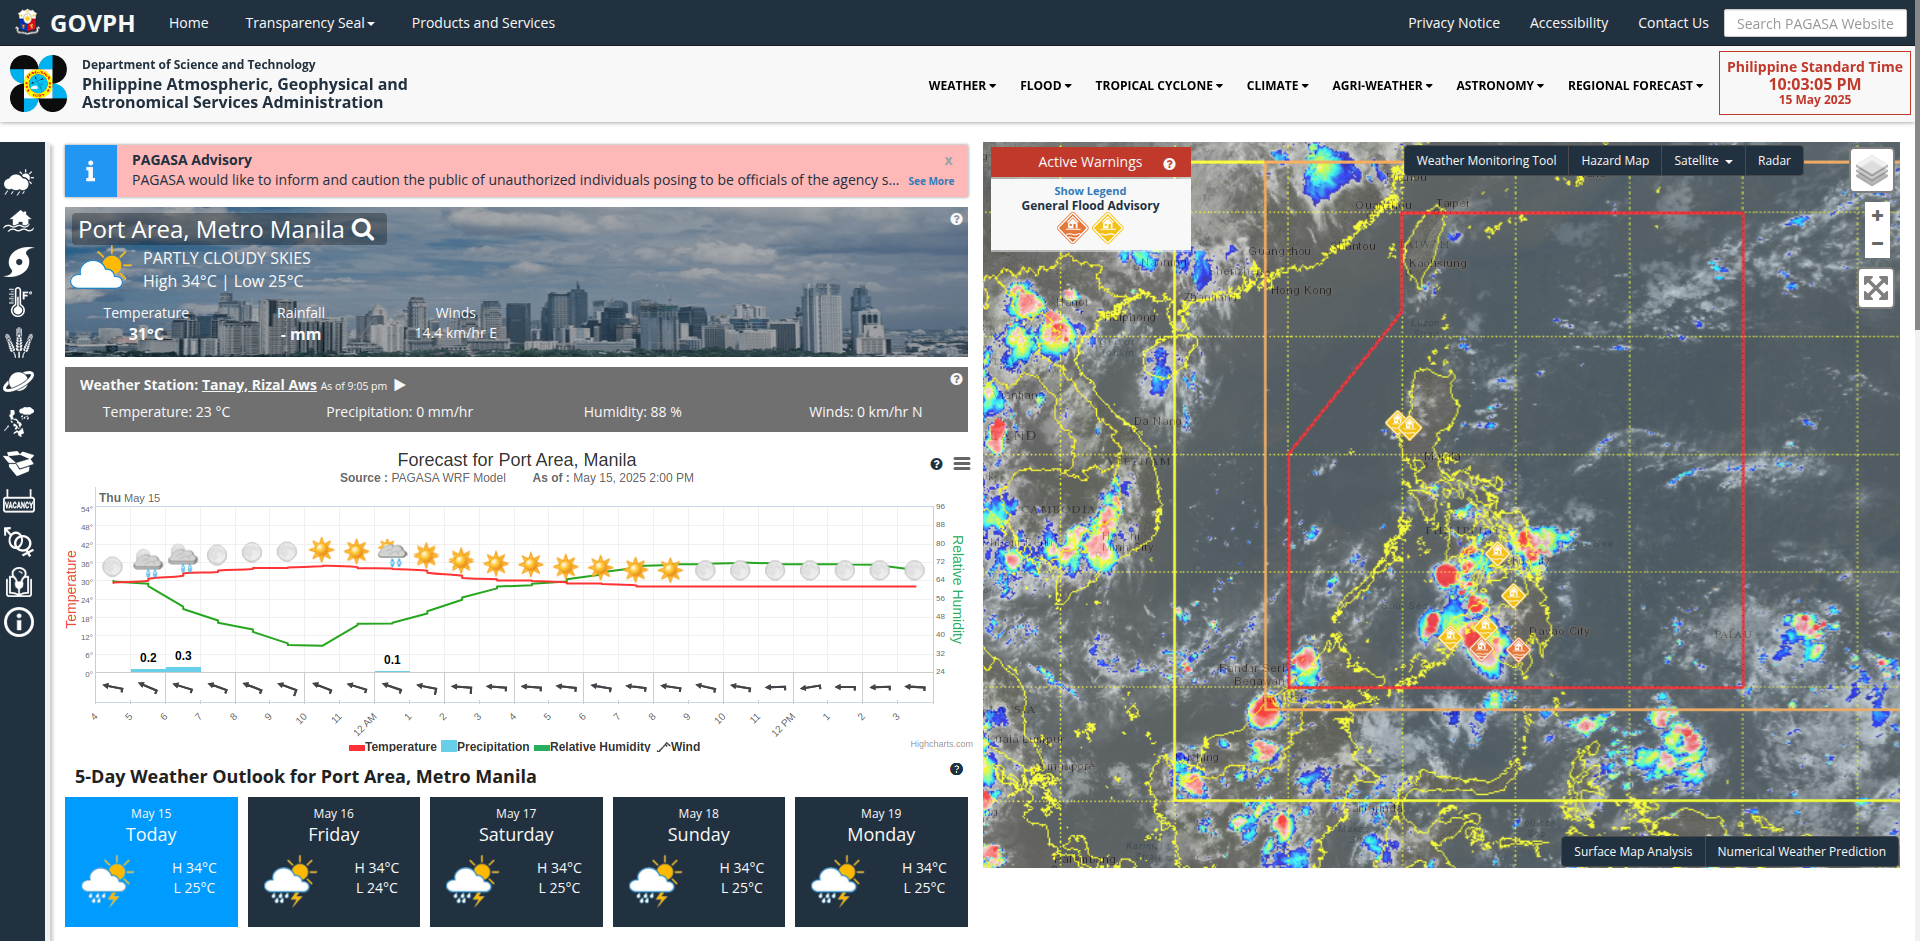 GOVPH
Home
Transparency Seal
Products and Services
Privacy Notice
Accessibility
Contact Us
Search PAGASA Website
Department of Science and Technology
Philippine Atmospheric, Geophysical and
Astronomical Services Administration
WEATHER
FLOOD
TROPICAL CYCLONE
CLIMATE
AGRI-WEATHER
ASTRONOMY
REGIONAL FORECAST
Philippine Standard Time
10:03:05 PM
15 May 2025
VACANCY
PAGASA Advisory
x
PAGASA would like to inform and caution the public of unauthorized individuals posing to be officials of the agency s... See More
Port Area, Metro Manila
PARTLY CLOUDY SKIES
High 34°C | Low 25°C
Temperature
31°C
Rainfall
- mm
Winds
14.4 km/hr E
Weather Station: Tanay, Rizal Aws As of 9:05 pm
Temperature: 23 °C
Precipitation: 0 mm/hr
Humidity: 88 %
Winds: 0 km/hr N
Forecast for Port Area, Manila
Source : PAGASA WRF Model As of : May 15, 2025 2:00 PM
Thu May 15
Temperature
54°
48°
42°
36°
30°
24°
18°
12°
6°
0°
96
88
80
72
64
56
48
40
32
24
Relative Humidity
0.2
0.3
0.1
4
5
6
7
8
9
10
11
12 AM
1
2
3
4
5
6
7
8
9
10
11
12 PM
1
2
3
Temperature
Precipitation
Relative Humidity
Wind
Highcharts.com
5-Day Weather Outlook for Port Area, Metro Manila
May 15
Today
H 34°C
L 25°C
May 16
Friday
H 34°C
L 24°C
May 17
Saturday
H 34°C
L 25°C
May 18
Sunday
H 34°C
L 25°C
May 19
Monday
H 34°C
L 25°C
Active Warnings
Show Legend
General Flood Advisory
Weather Monitoring Tool
Hazard Map
Satellite
Radar
+
−
Taipei
Kaohsiung
Guangzhou
Hong Kong
Hanoi
Haiphong
Da Nang
VIETNAM
CAMBODIA
Manila
Davao City
PALAU
Bandar Seri
Begawan
Kuching
Surface Map Analysis
Numerical Weather Prediction